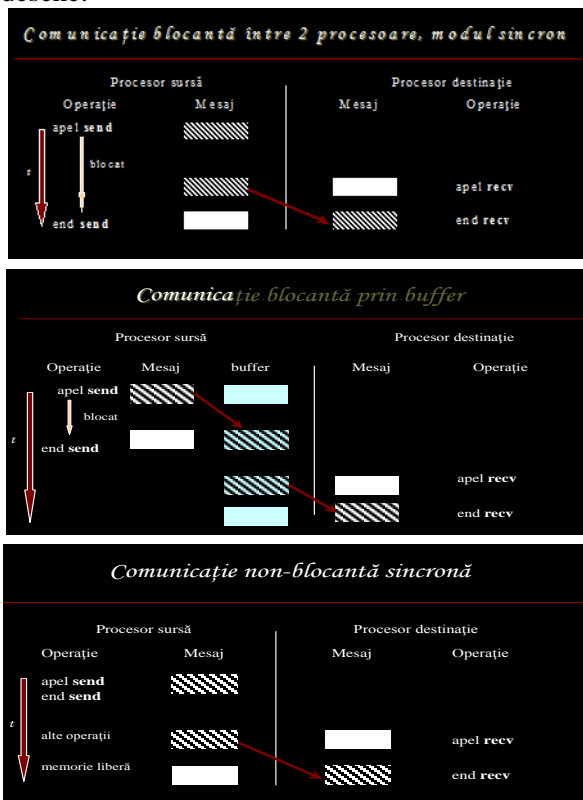 desene:
Comunicaţie blocantă între 2 procesoare, modul sincron
Procesor sursă Procesor destinaţie
Operaţie Mesaj Mesaj Operaţie
apel send
t blocat
apel recv
end send end recv
Comunicaţie blocantă prin buffer
Procesor sursă Procesor destinaţie
Operaţie Mesaj buffer Mesaj Operaţie
apel send
blocat
t end send
apel recv
end recv
Comunicaţie non-blocantă sincronă
Procesor sursă Procesor destinaţie
Operaţie Mesaj Mesaj Operaţie
apel send
end send
t alte operaţii apel recv
memorie liberă end recv